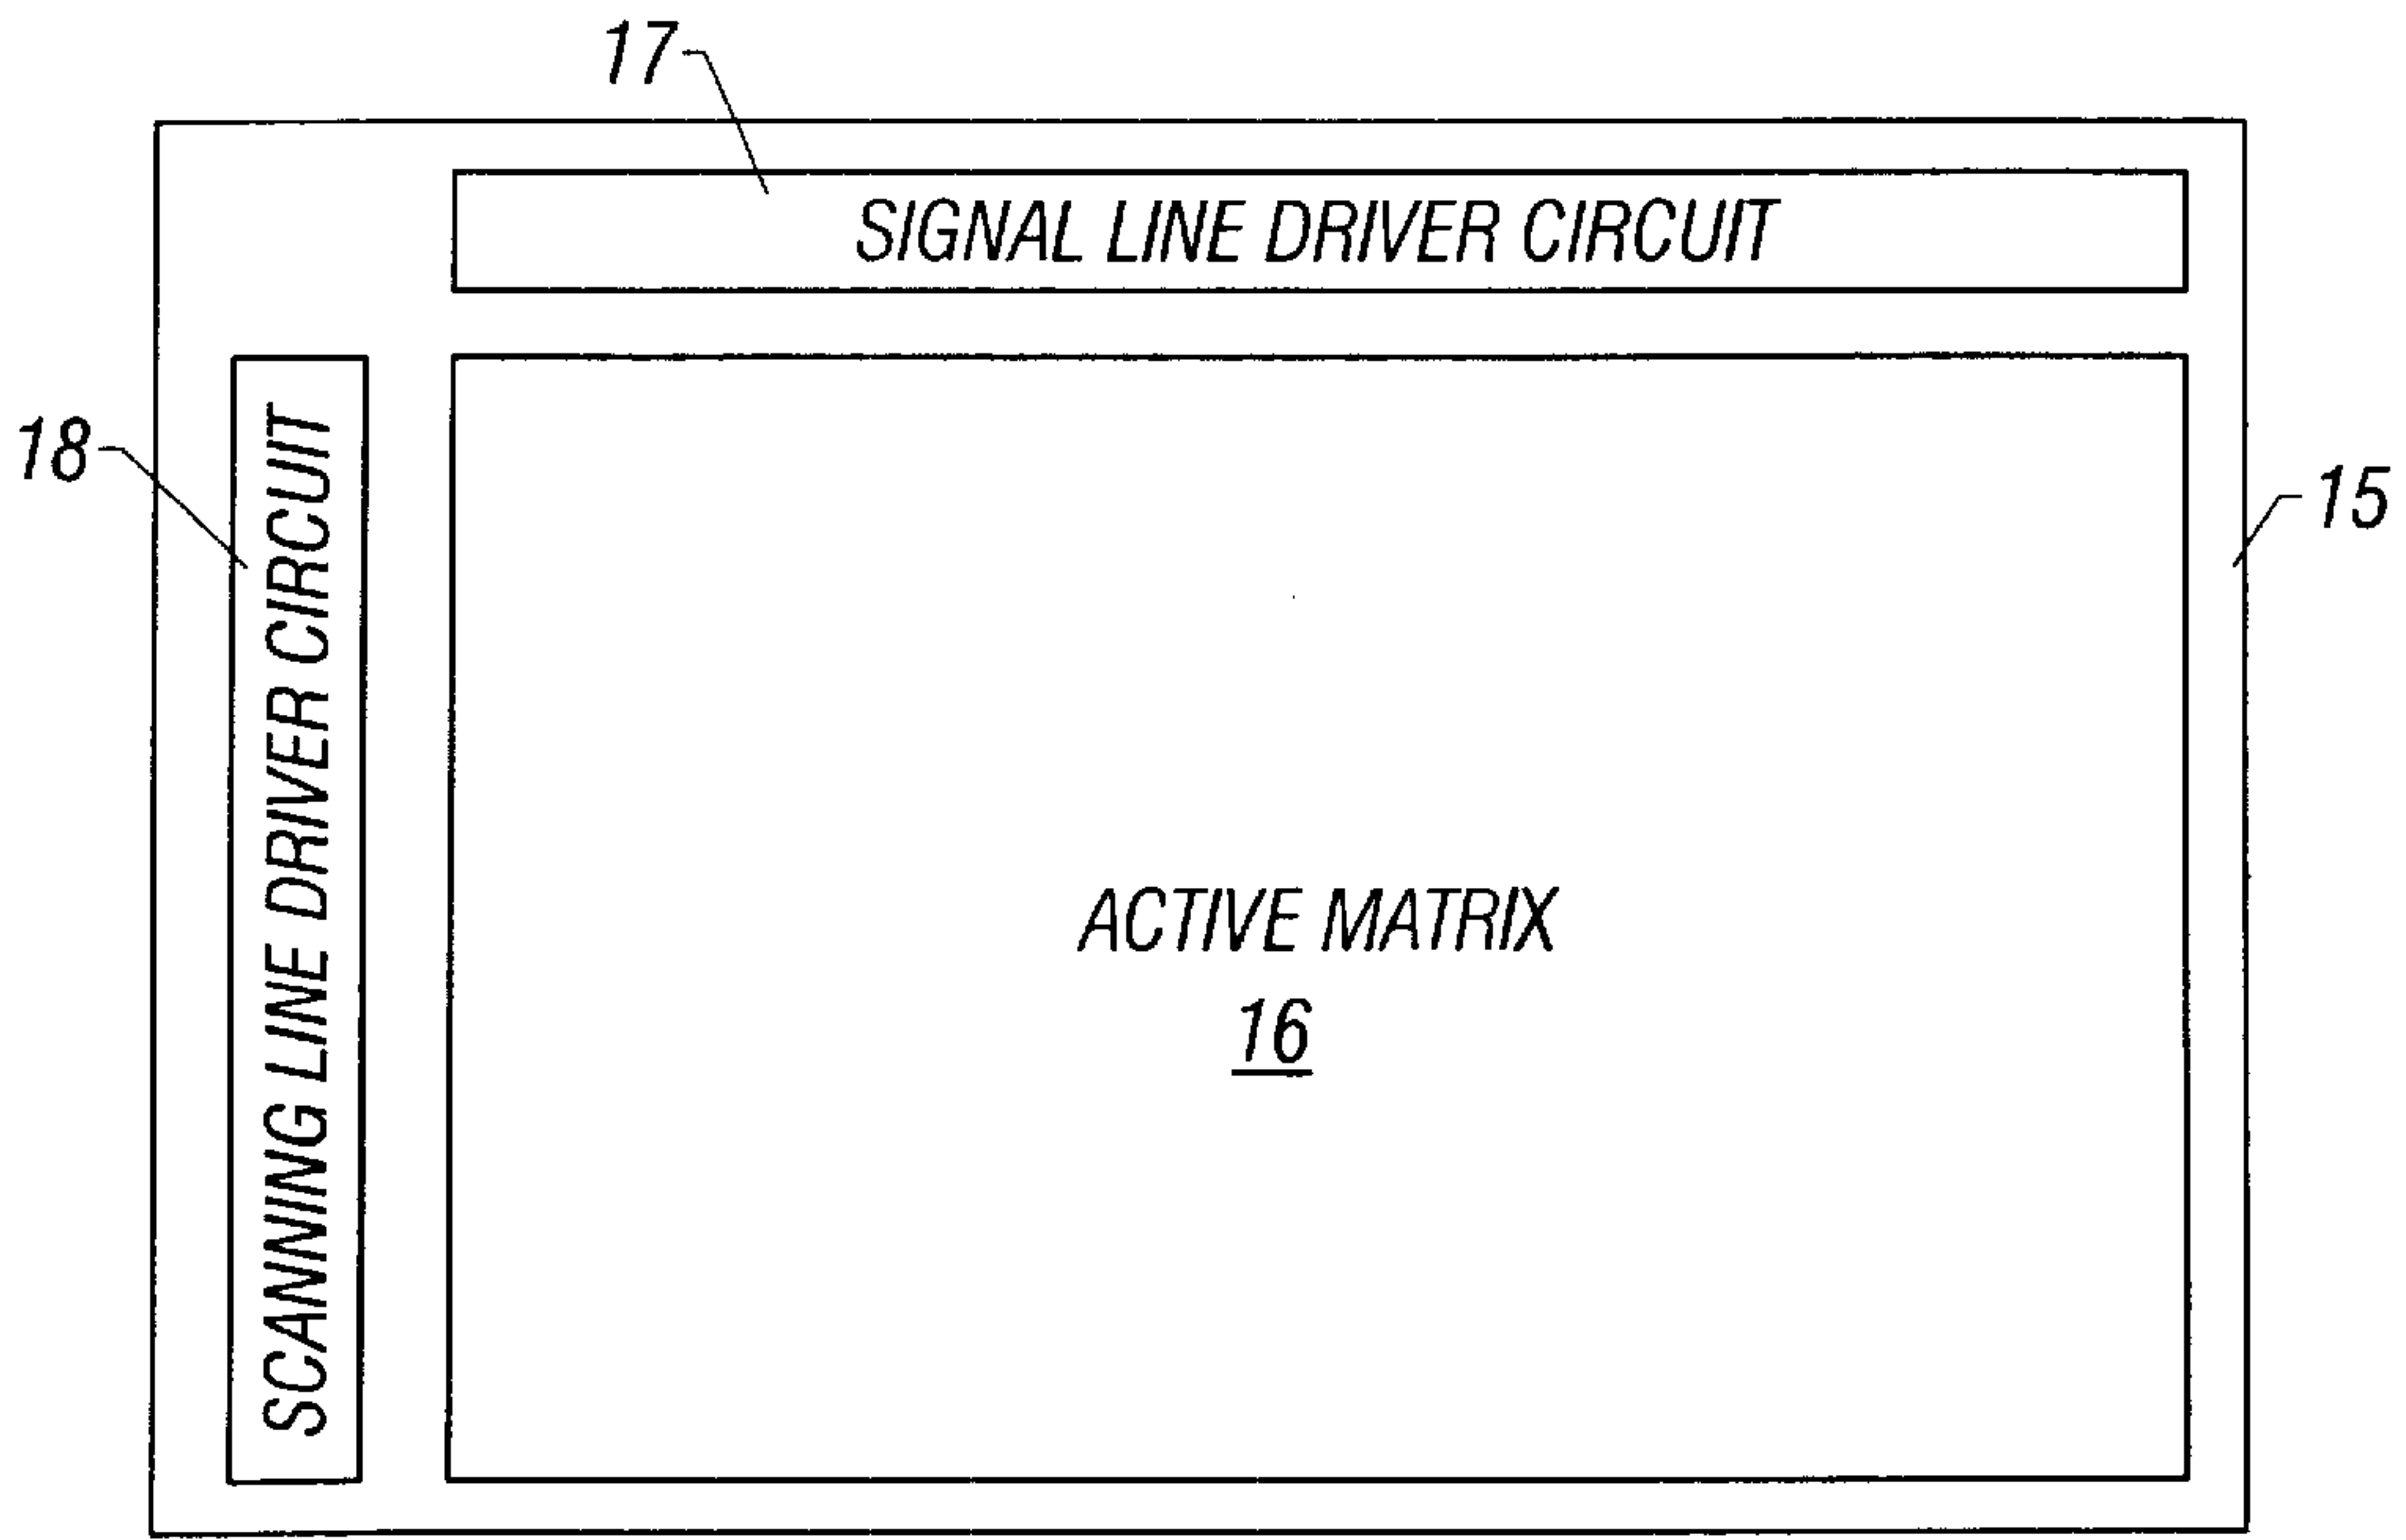 17
SIGNAL LINE DRIVER CIRCUIT
18
SCANNING LINE DRIVER CIRCUIT
15
ACTIVE MATRIX
16